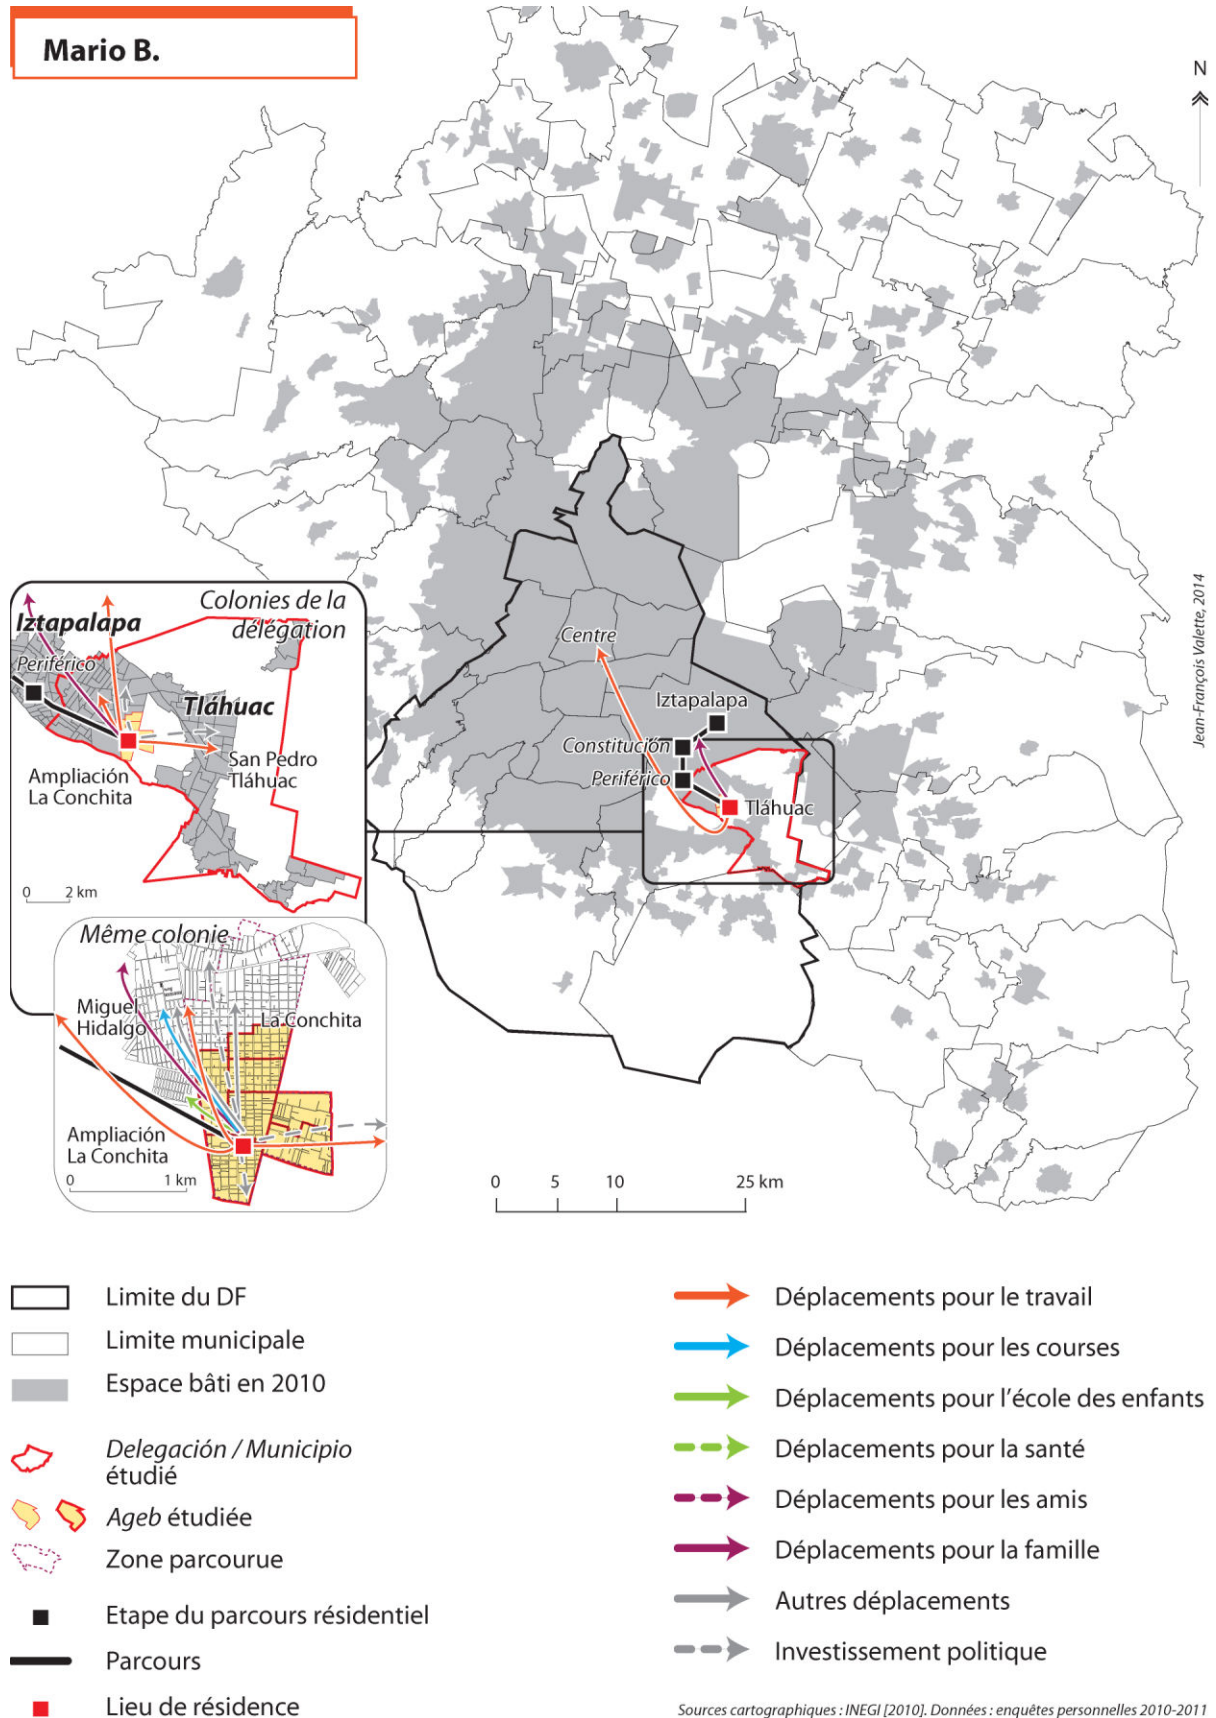 Mario B.
N
Jean-François Valette, 2014
Centre
Iztapalapa
Constitución
Periférico
Tláhuac
Colonies de la
délégation
Iztapalapa
Periférico
Tláhuac
San Pedro
Tláhuac
Ampliación
La Conchita
0 2 km
Même colonie
Miguel
Hidalgo
La Conchita
Ampliación
La Conchita
0 1 km
0 5 10 25 km
Limite du DF
Limite municipale
Espace bâti en 2010
Delegación / Municipio
étudié
Ageb étudiée
Zone parcourue
Etape du parcours résidentiel
Parcours
Lieu de résidence
Déplacements pour le travail
Déplacements pour les courses
Déplacements pour l'école des enfants
Déplacements pour la santé
Déplacements pour les amis
Déplacements pour la famille
Autres déplacements
Investissement politique
Sources cartographiques : INEGI [2010]. Données : enquêtes personnelles 2010-2011